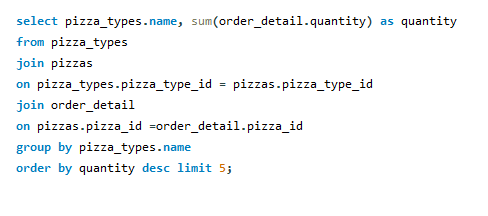 select pizza_types.name, sum(order_detail.quantity) as quantity
from pizza_types
join pizzas
on pizza_types.pizza_type_id = pizzas.pizza_type_id
join order_detail
on pizzas.pizza_id =order_detail.pizza_id
group by pizza_types.name
order by quantity desc limit 5;